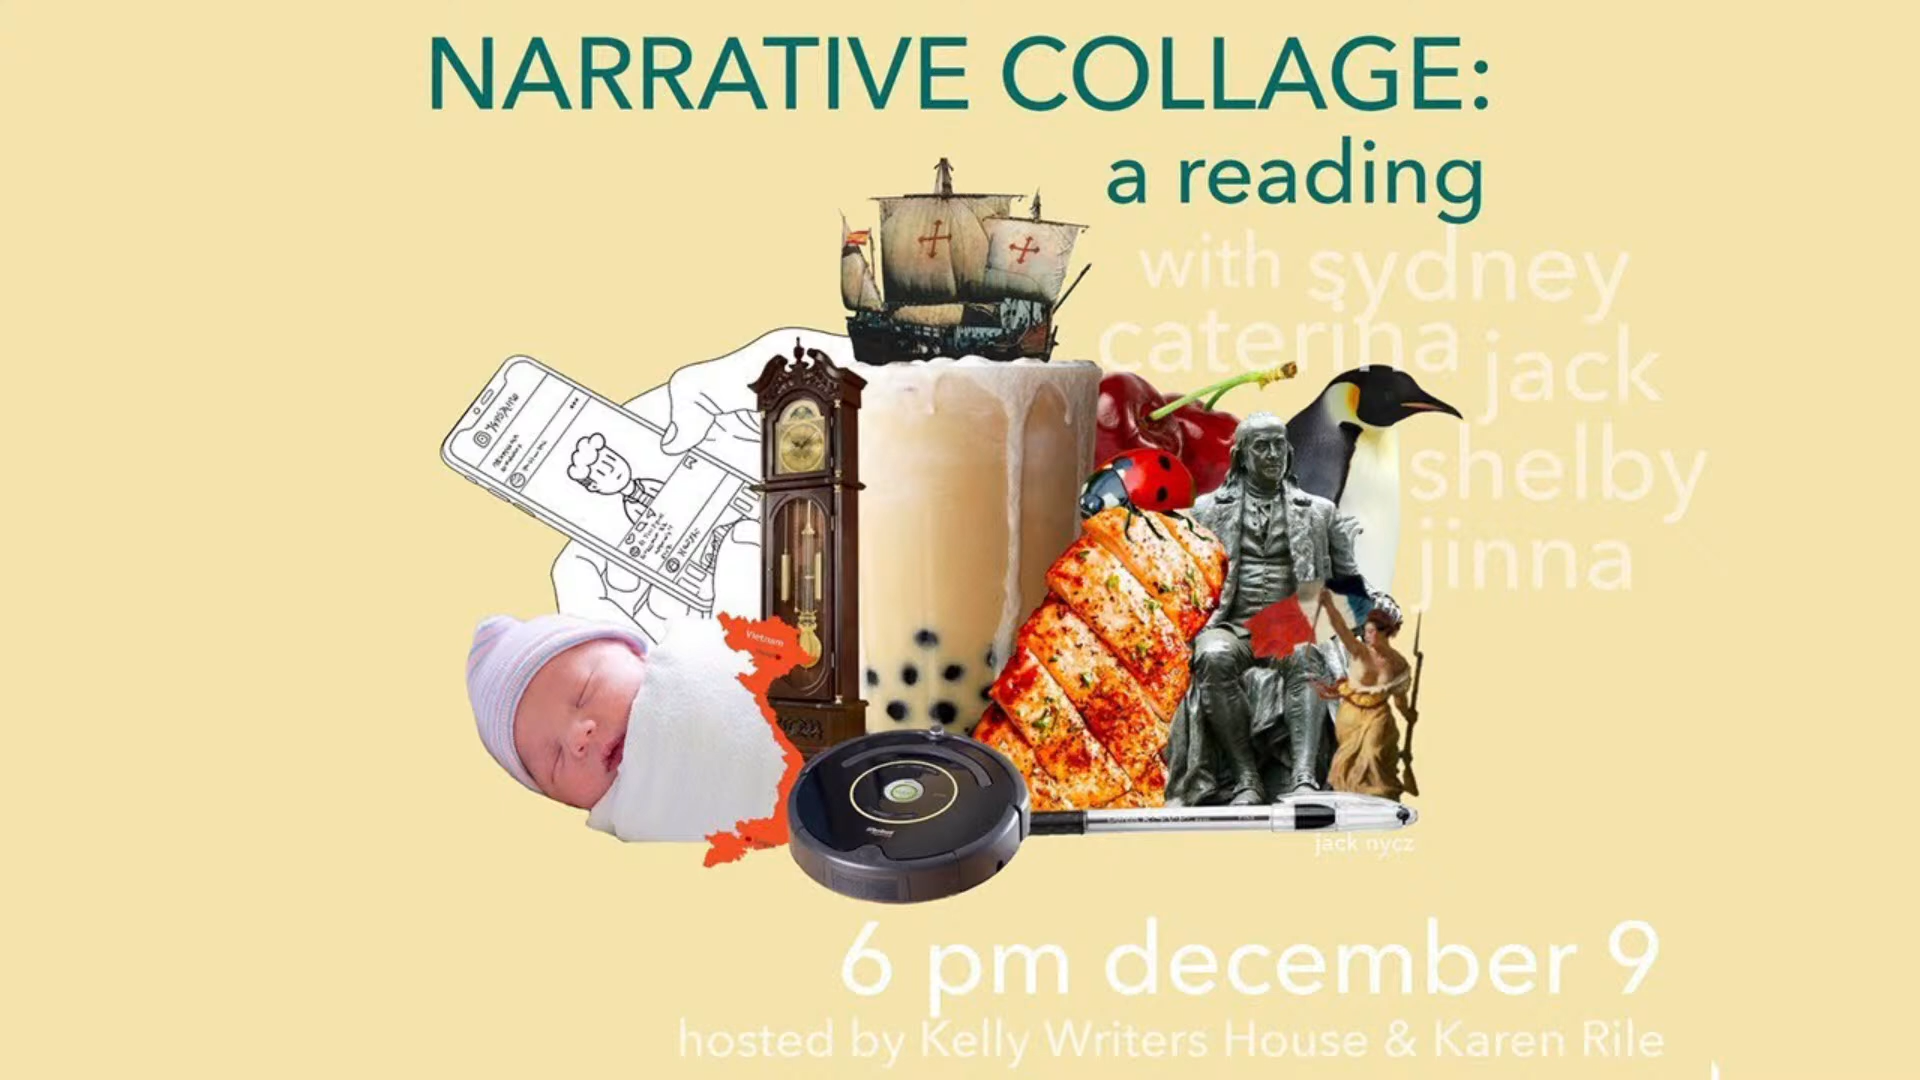 NARRATIVE COLLAGE:
a reading
with sydney
caterina
jack
shelby
jinna
Vietnam
jack nycz
6 pm december 9
hosted by Kelly Writers House & Karen Rile